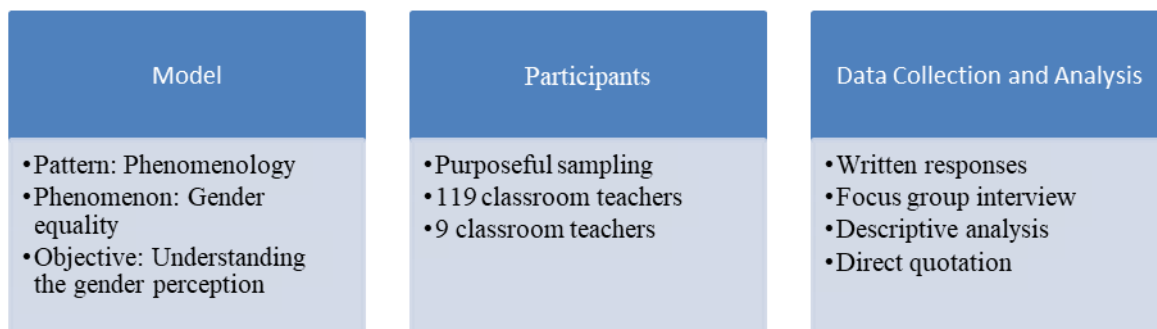 Model
•Pattern: Phenomenology
•Phenomenon: Gender
equality
•Objective: Understanding
the gender perception
Participants
•Purposeful sampling
•119 classroom teachers
•9 classroom teachers
Data Collection and Analysis
•Written responses
•Focus group interview
•Descriptive analysis
•Direct quotation